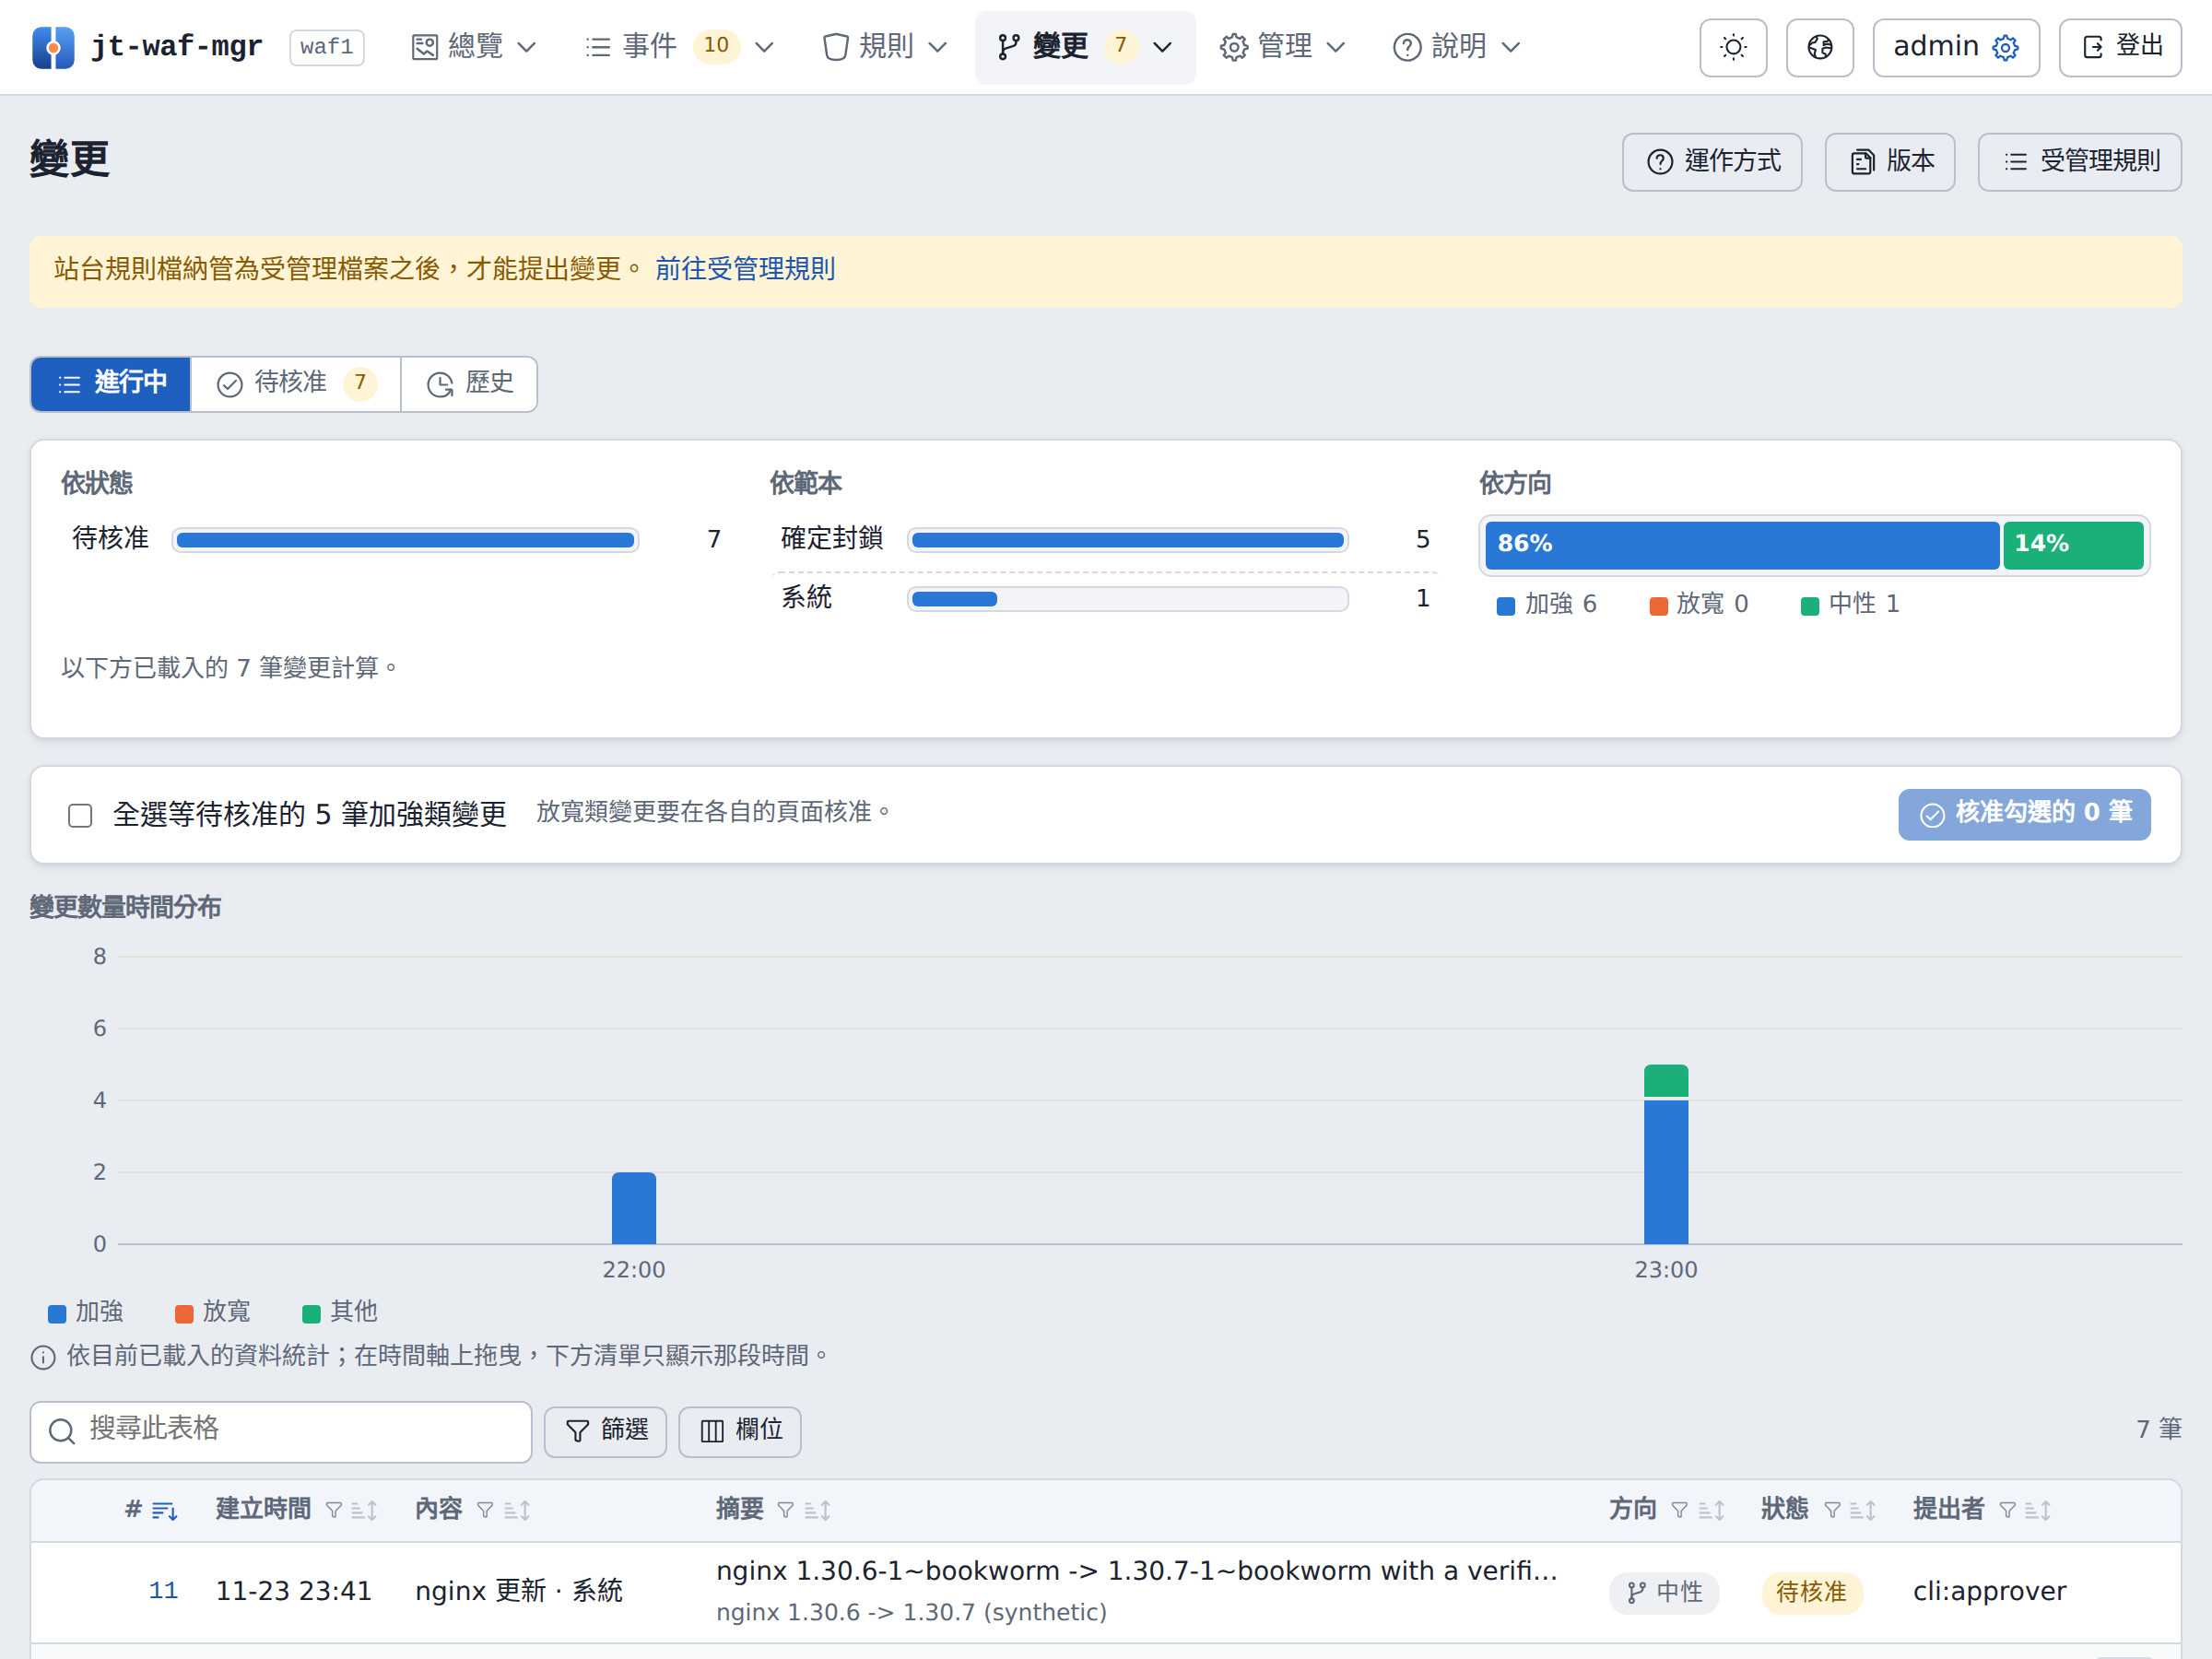 jt-waf-mgr waf1 總覽 事件 10 規則 變更 7 管理 說明 admin 登出
變更 運作方式 版本 受管理規則
站台規則檔納管為受管理檔案之後，才能提出變更。 前往受管理規則
進行中 待核准 7 歷史
依狀態 依範本 依方向
待核准 7 確定封鎖 5 86% 14%
系統 1 加強 6 放寬 0 中性 1
以下方已載入的 7 筆變更計算。
全選等待核准的 5 筆加強類變更 放寬類變更要在各自的頁面核准。 核准勾選的 0 筆
變更數量時間分布
8
6
4
2
0
22:00 23:00
加強 放寬 其他
依目前已載入的資料統計；在時間軸上拖曳，下方清單只顯示那段時間。
搜尋此表格 篩選 欄位 7 筆
# 建立時間 內容 摘要 方向 狀態 提出者
11 11-23 23:41 nginx 更新 · 系統 nginx 1.30.6-1~bookworm -> 1.30.7-1~bookworm with a verifi… 中性 待核准 cli:approver
nginx 1.30.6 -> 1.30.7 (synthetic)